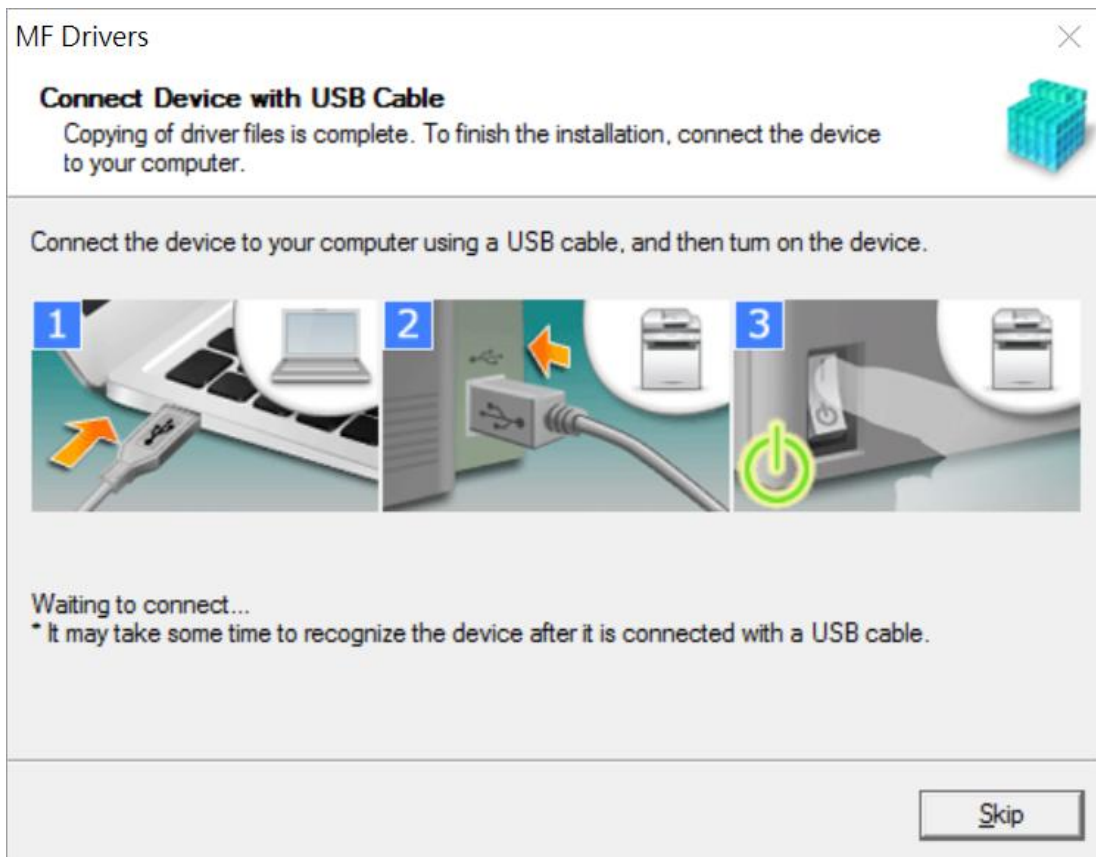 MF Drivers
Connect Device with USB Cable
Copying of driver files is complete. To finish the installation, connect the device
to your computer.
Connect the device to your computer using a USB cable, and then turn on the device.
1 2 3
Waiting to connect...
* It may take some time to recognize the device after it is connected with a USB cable.
Skip